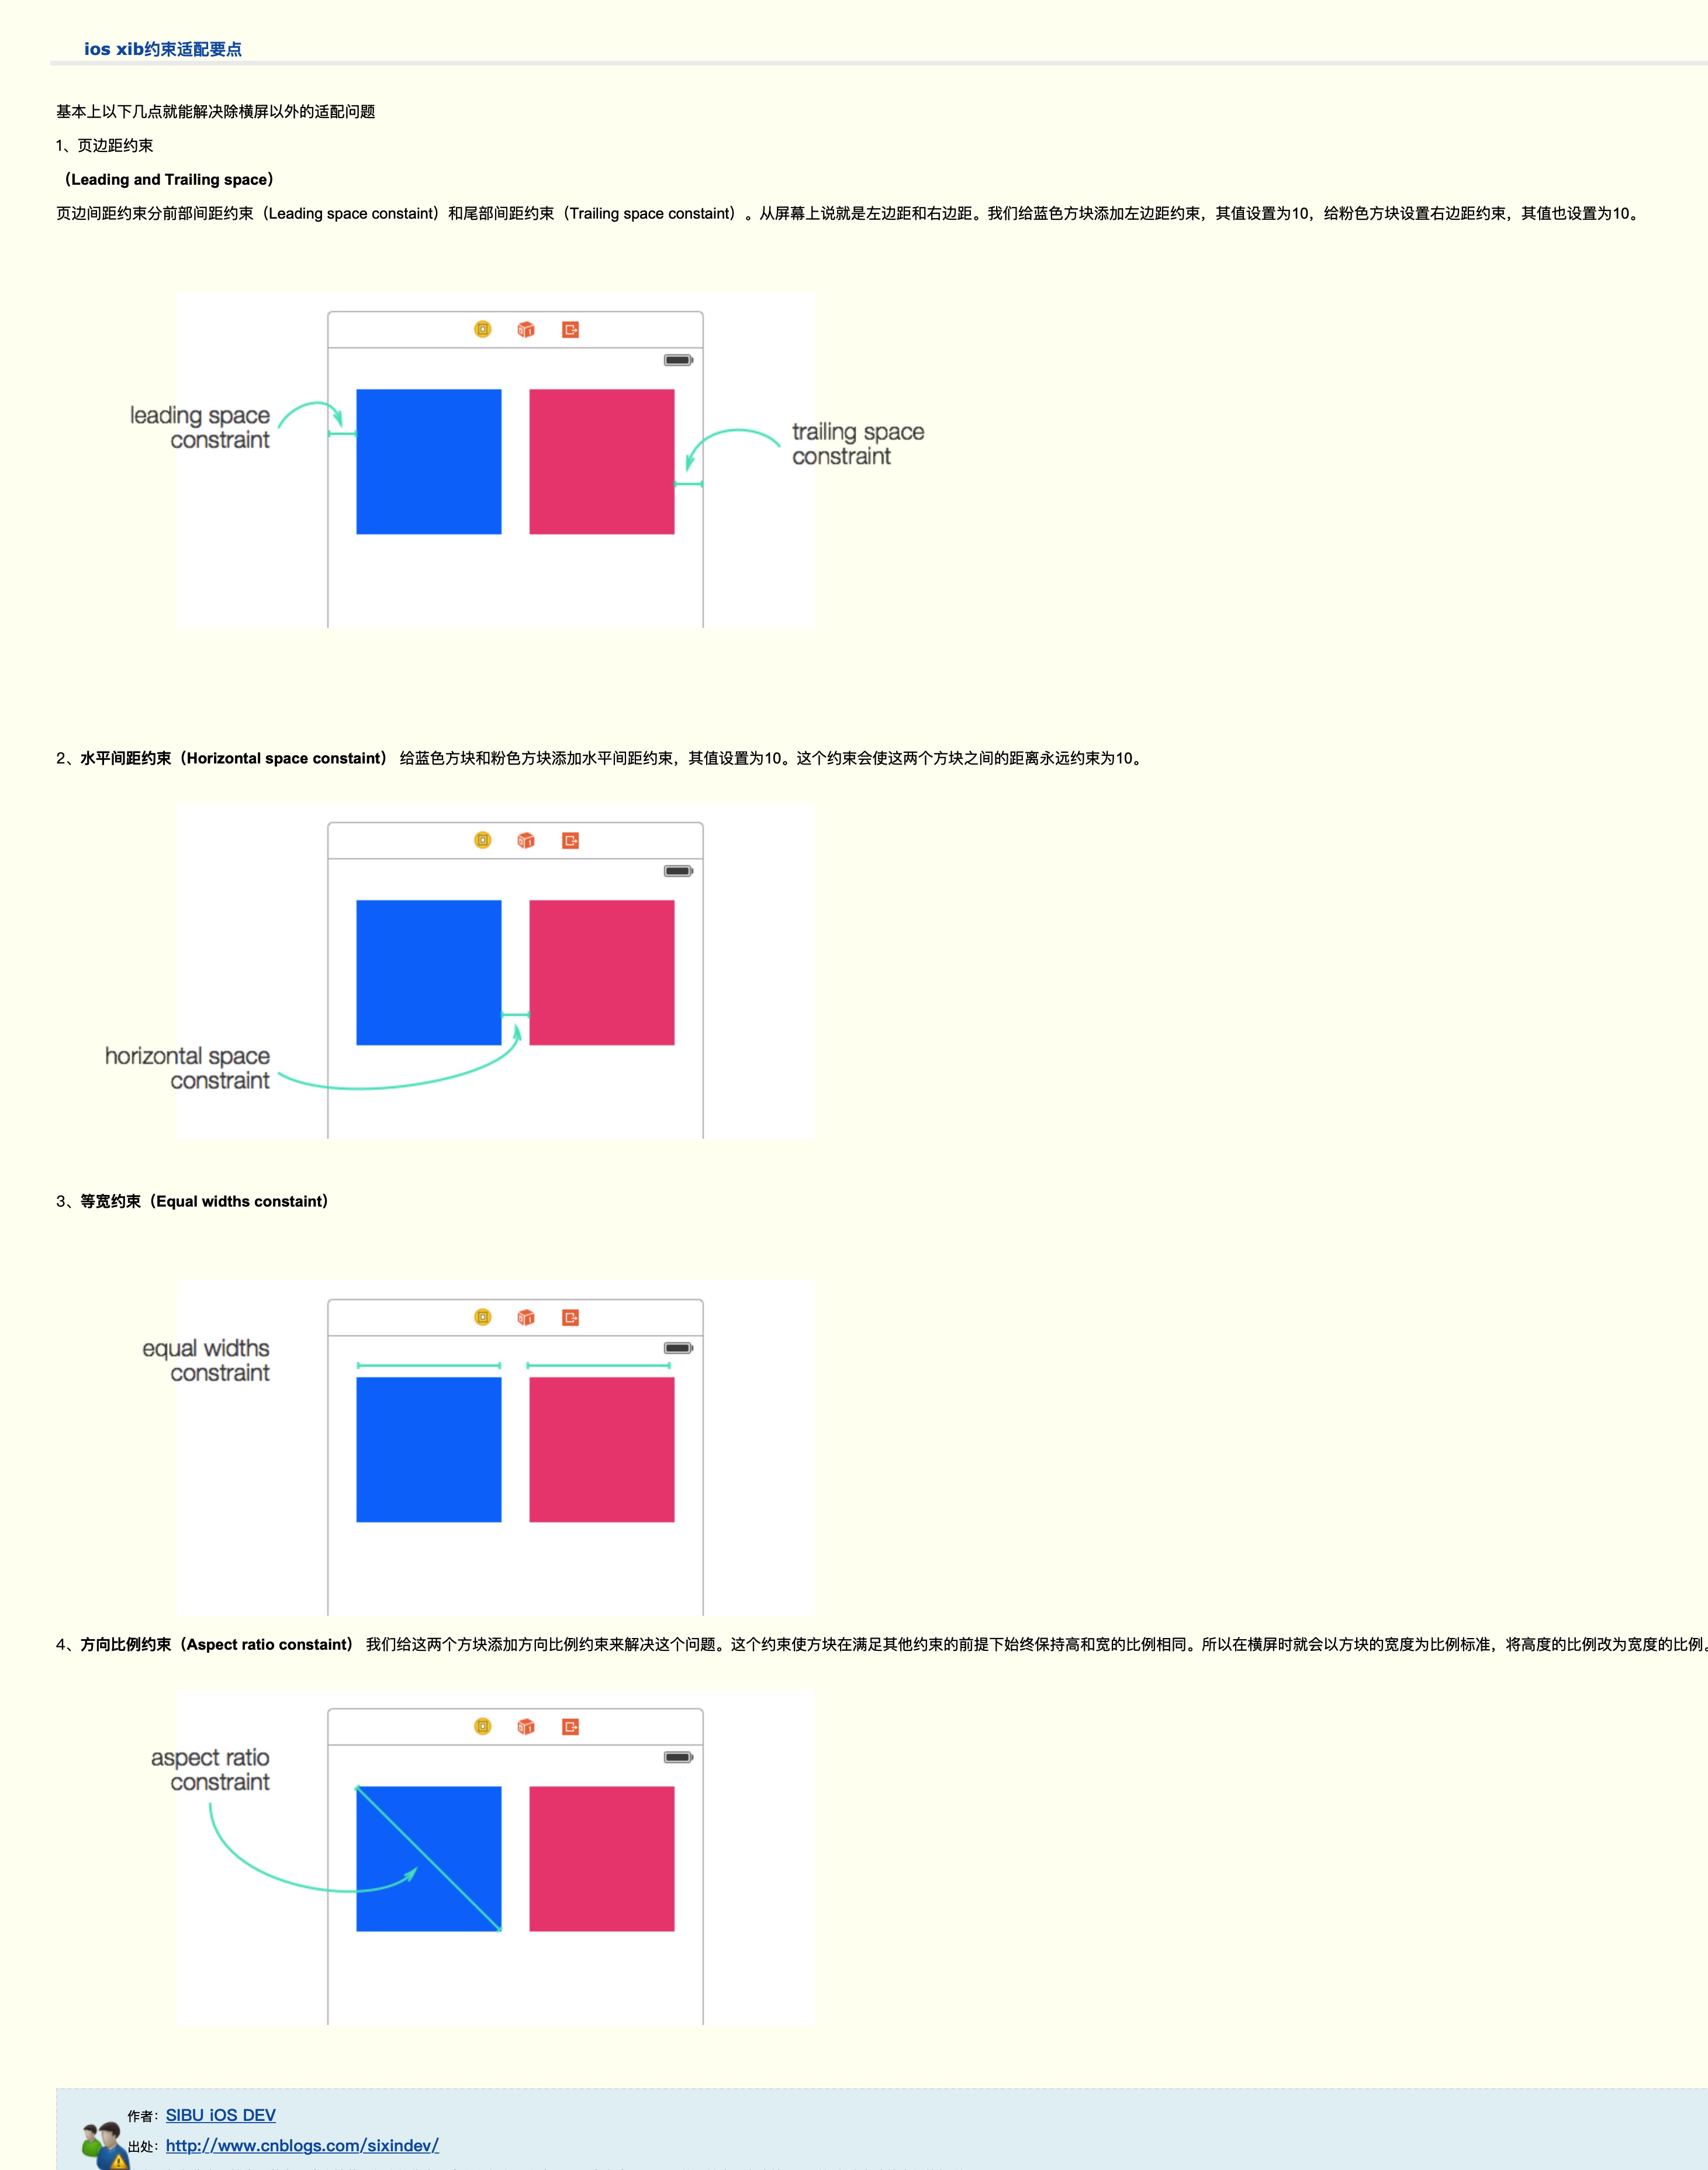 ios xib约束适配要点
基本上以下几点就能解决除横屏以外的适配问题
1、页边距约束
（Leading and Trailing space）
页边间距约束分前部间距约束（Leading space constaint）和尾部间距约束（Trailing space constaint）。从屏幕上说就是左边距和右边距。我们给蓝色方块添加左边距约束，其值设置为10，给粉色方块设置右边距约束，其值也设置为10。
leading space
constraint
trailing space
constraint
2、水平间距约束（Horizontal space constaint） 给蓝色方块和粉色方块添加水平间距约束，其值设置为10。这个约束会使这两个方块之间的距离永远约束为10。
horizontal space
constraint
3、等宽约束（Equal widths constaint）
equal widths
constraint
4、方向比例约束（Aspect ratio constaint） 我们给这两个方块添加方向比例约束来解决这个问题。这个约束使方块在满足其他约束的前提下始终保持高和宽的比例相同。所以在横屏时就会以方块的宽度为比例标准，将高度的比例改为宽度的比例。
aspect ratio
constraint
作者：SIBU iOS DEV
出处：http://www.cnblogs.com/sixindev/